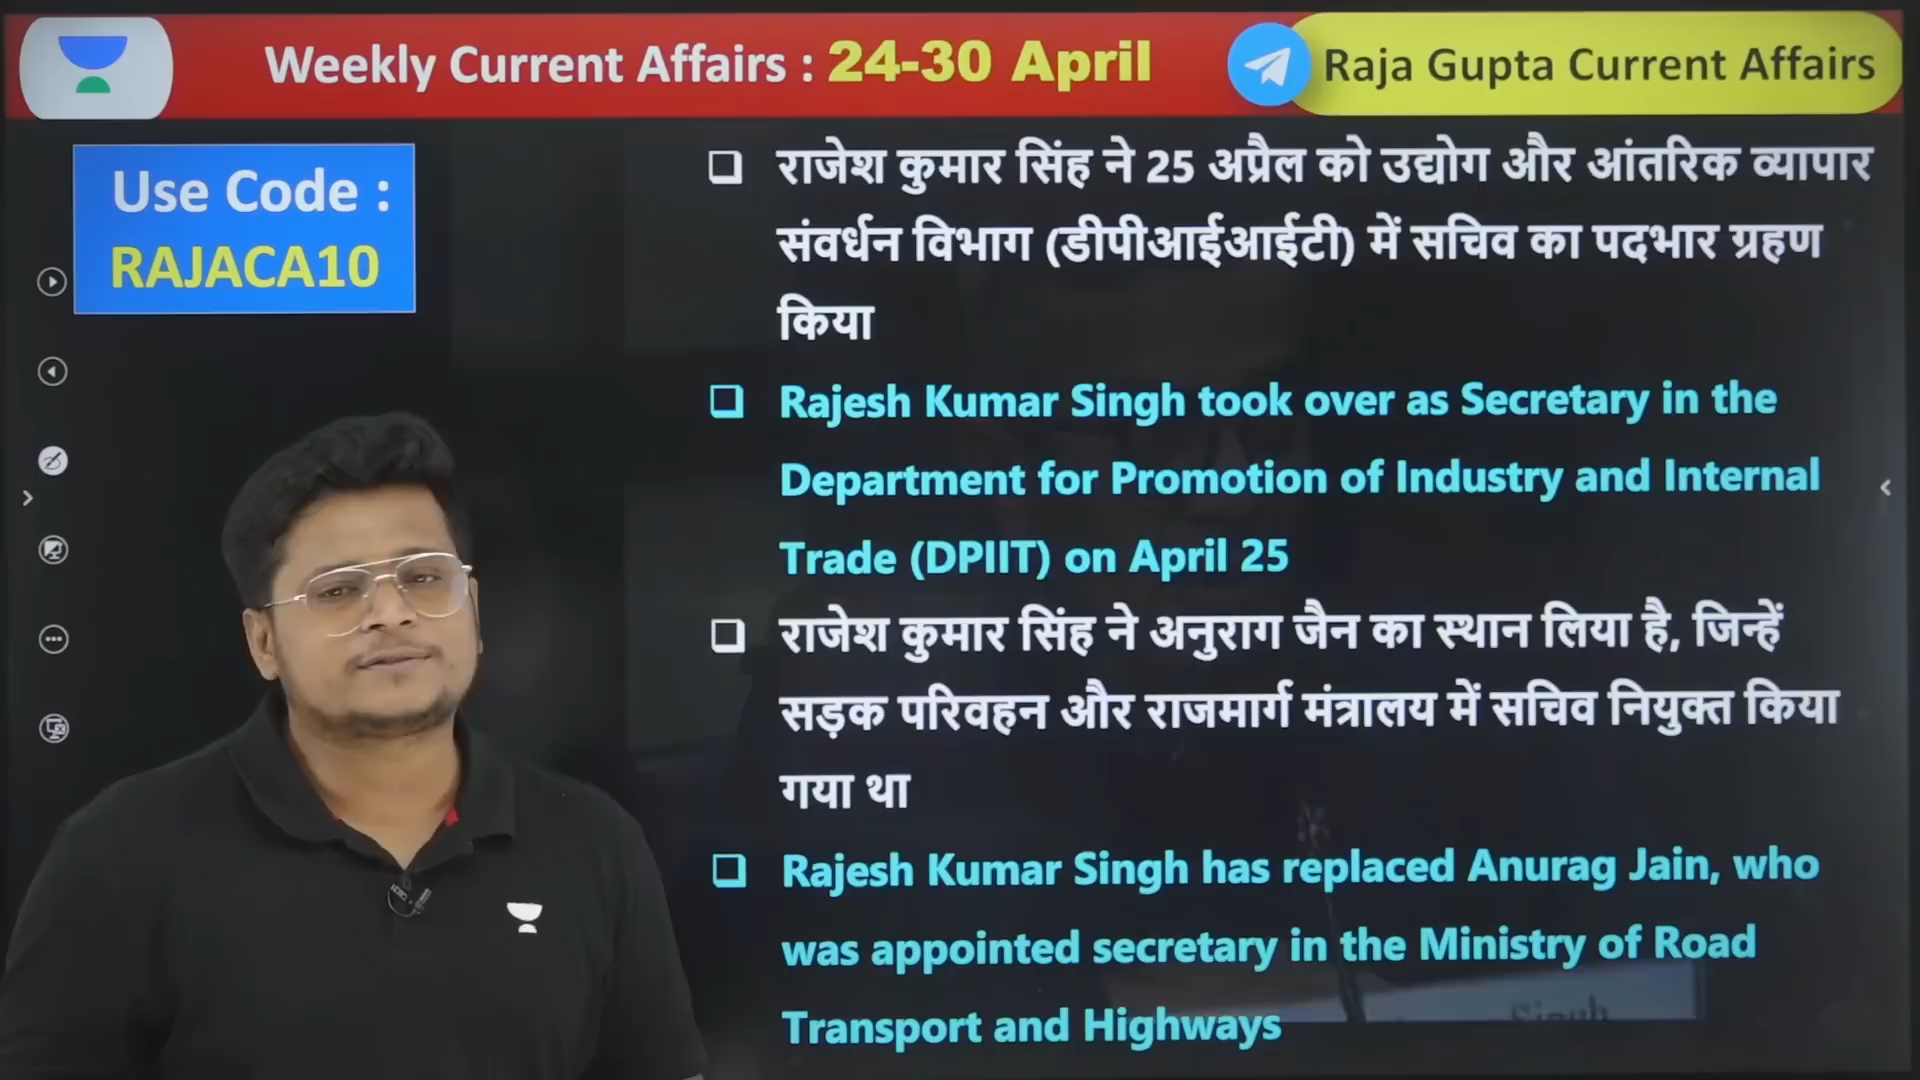 Weekly Current Affairs : 24-30 April
Raja Gupta Current Affairs
Use Code :
RAJACA10
राजेश कुमार सिंह ने 25 अप्रैल को उद्योग और आंतरिक व्यापार
संवर्धन विभाग (डीपीआईआईटी) में सचिव का पदभार ग्रहण
किया
Rajesh Kumar Singh took over as Secretary in the
Department for Promotion of Industry and Internal
Trade (DPIIT) on April 25
राजेश कुमार सिंह ने अनुराग जैन का स्थान लिया है, जिन्हें
सड़क परिवहन और राजमार्ग मंत्रालय में सचिव नियुक्त किया
गया था
Rajesh Kumar Singh has replaced Anurag Jain, who
was appointed secretary in the Ministry of Road
Transport and Highways